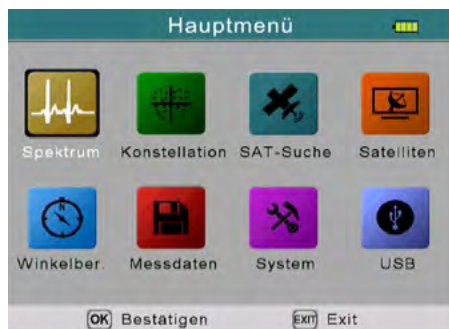 Hauptmenü
Spektrum Konstellation SAT-Suche Satelliten
N
Winkelber. Messdaten System USB
OK Bestätigen EXIT Exit